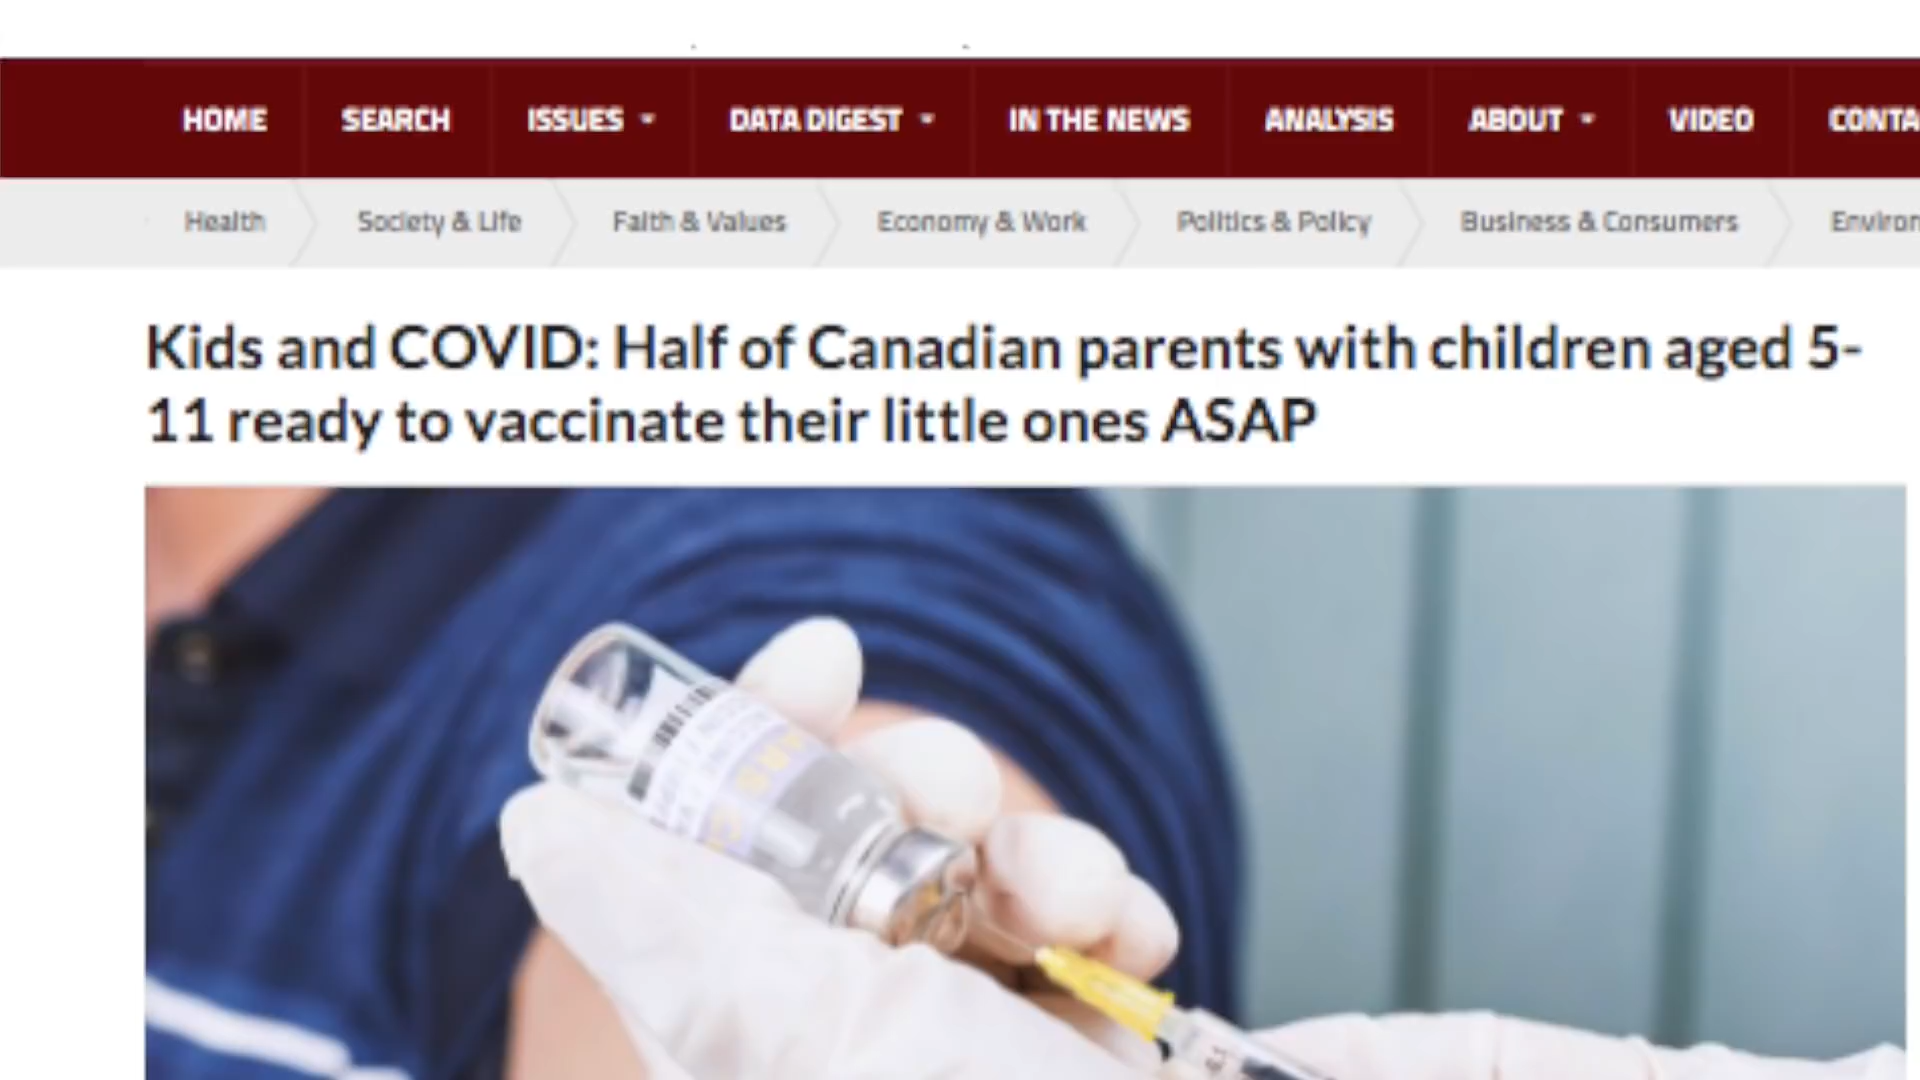 HOME SEARCH ISSUES DATA DIGEST IN THE NEWS ANALYSIS ABOUT VIDEO CONTA
Health Society & Life Faith & Values Economy & Work Politics & Policy Business & Consumers Environ
Kids and COVID: Half of Canadian parents with children aged 5-
11 ready to vaccinate their little ones ASAP